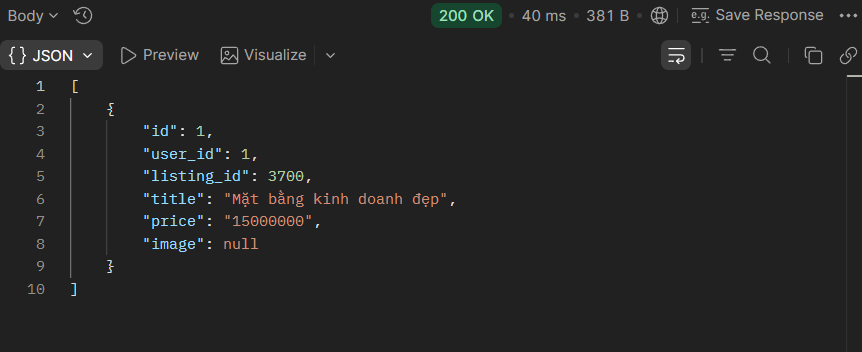 Body 200 OK • 40 ms • 381 B • e.g. Save Response
{} JSON Preview Visualize
1 [
2 {
3 "id": 1,
4 "user_id": 1,
5 "listing_id": 3700,
6 "title": "Mặt bằng kinh doanh đẹp",
7 "price": "15000000",
8 "image": null
9 }
10 ]